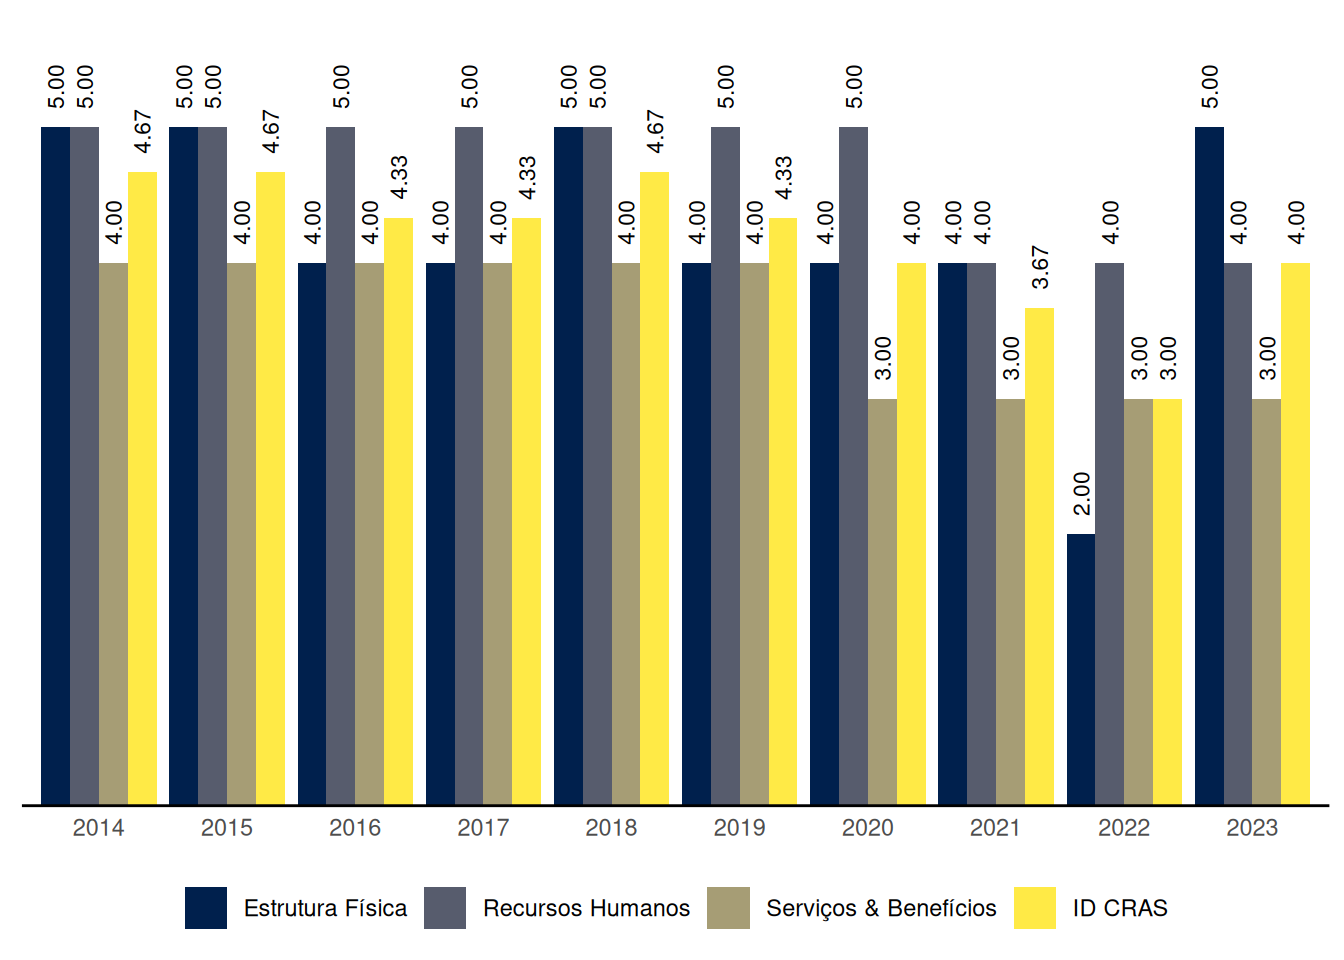 5.00 5.00 4.00 4.67 5.00 5.00 4.00 4.67 4.00 5.00 4.00 4.33 4.00 5.00 4.00 4.33 5.00 5.00 4.00 4.67 4.00 5.00 4.00 4.33 4.00 5.00 3.00 4.00 4.00 4.00 3.00 3.67 2.00 4.00 3.00 3.00 5.00 4.00 3.00 4.00
2014 2015 2016 2017 2018 2019 2020 2021 2022 2023
Estrutura Física Recursos Humanos Serviços & Benefícios ID CRAS